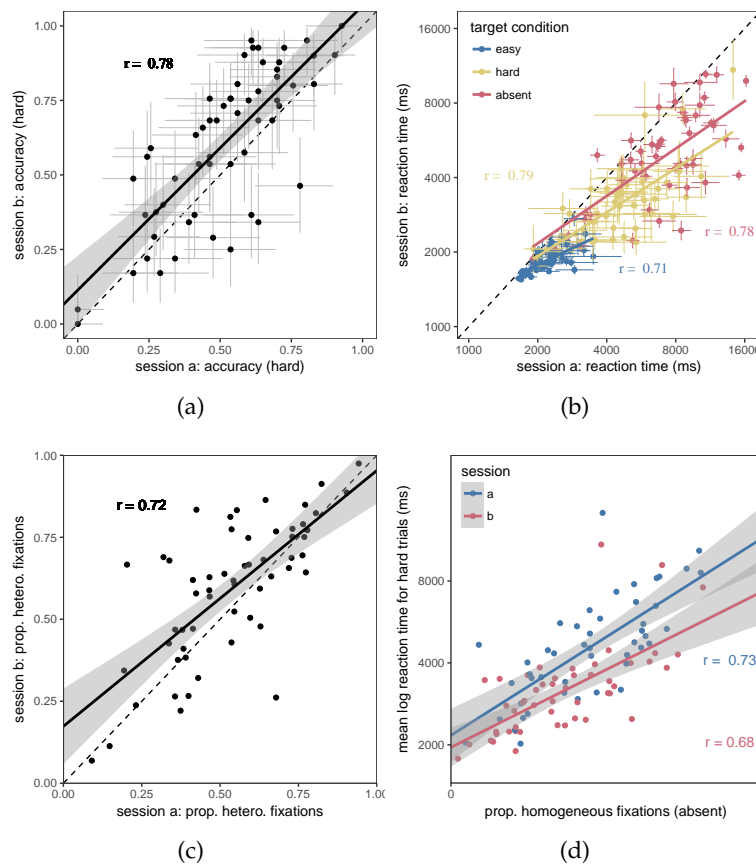 1.00
0.75
0.50
0.25
0.00
session b: accuracy (hard)
r = 0.78
0.00 0.25 0.50 0.75 1.00
session a: accuracy (hard)
(a)
16000
8000
4000
2000
1000
session b: reaction time (ms)
target condition
easy
hard
absent
r = 0.79
r = 0.78
r = 0.71
1000 2000 4000 8000 16000
session a: reaction time (ms)
(b)
1.00
0.75
0.50
0.25
0.00
session b: prop. hetero. fixations
r = 0.72
0.00 0.25 0.50 0.75 1.0
session a: prop. hetero. fixations
(c)
8000
4000
2000
mean log reaction time for hard trials (ms)
session
a
b
r = 0.73
r = 0.68
0
prop. homogeneous fixations (absent)
(d)